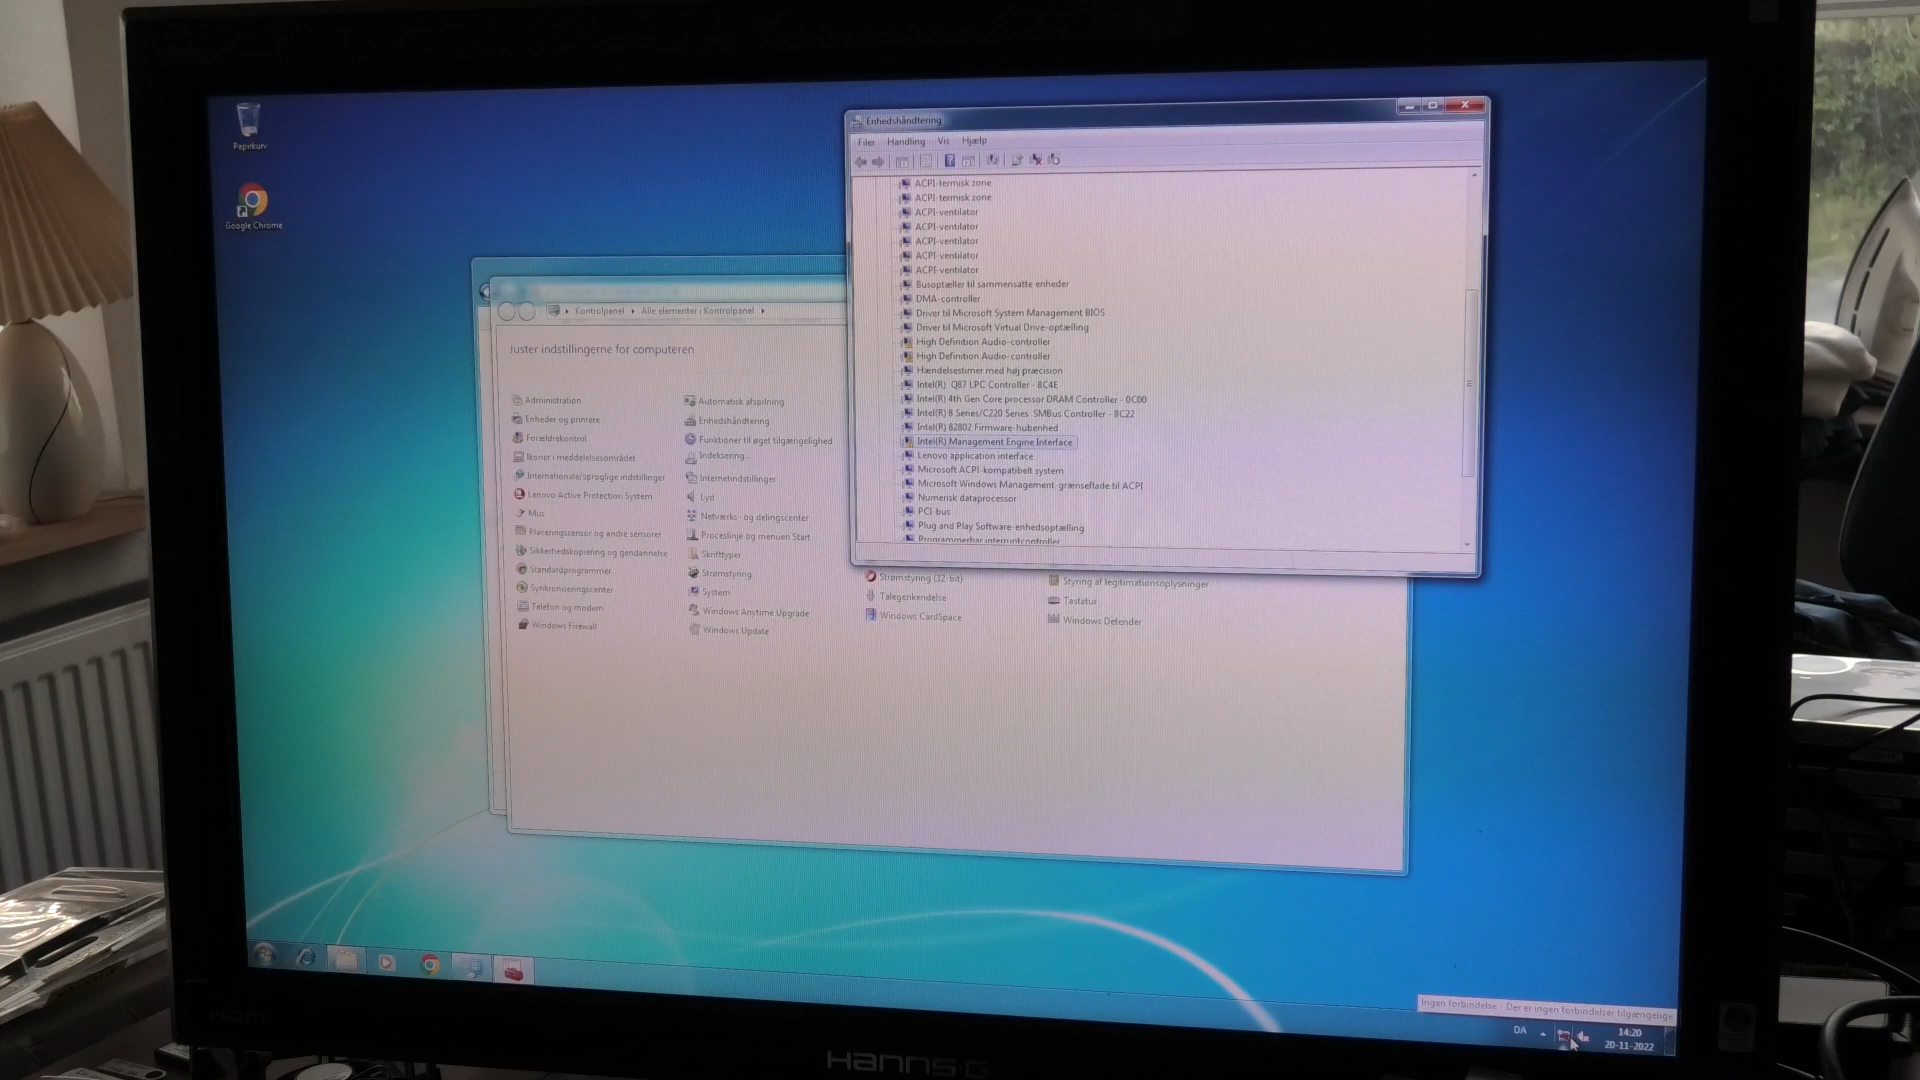 Papirkurv
Google Chrome
Enhedshåndtering
Filer Handling Vis Hjælp
ACPI-termisk zone
ACPI-termisk zone
ACPI-ventilator
ACPI-ventilator
ACPI-ventilator
ACPI-ventilator
ACPI-ventilator
Busoptæller til sammensatte enheder
DMA-controller
Driver til Microsoft System Management BIOS
Driver til Microsoft Virtual Drive-optælling
High Definition Audio-controller
High Definition Audio-controller
Hændelsestimer med høj præcision
Intel(R) Q87 LPC Controller - 8C4E
Intel(R) 4th Gen Core processor DRAM Controller - 0C00
Intel(R) 8 Series/C220 Series SMBus Controller - 8C22
Intel(R) 82802 Firmware-hubenhed
Intel(R) Management Engine Interface
Lenovo application interface
Microsoft ACPI-kompatibelt system
Microsoft Windows Management-grænseflade til ACPI
Numerisk dataprocessor
PCI-bus
Plug and Play Software-enhedsoptælling
Programmerbar interruptcontroller
Kontrolpanel Alle elementer i Kontrolpanel
Juster indstillingerne for computeren
Administration
Enheder og printere
Forældrekontrol
Ikoner i meddelelsesområdet
Internationale/sproglige indstillinger
Lenovo Active Protection System
Mus
Placeringssensor og andre sensorer
Sikkerhedskopiering og gendannelse
Standardprogrammer
Synkroniseringscenter
Telefon og modem
Windows Firewall
Automatisk afspilning
Enhedshåndtering
Funktioner til øget tilgængelighed
Indeksering...
Internetindstillinger
Lyd
Netværks- og delingscenter
Proceslinje og menuen Start
Skrifttyper
Strømstyring
System
Windows Anytime Upgrade
Windows Update
Strømstyring (32-bit)
Talegenkendelse
Windows CardSpace
Styring af legitimationsoplysninger
Tastatur
Windows Defender
Ingen forbindelse - Der er ingen forbindelser tilgængelige
DA
14:20
20-11-2022
Hanns·G